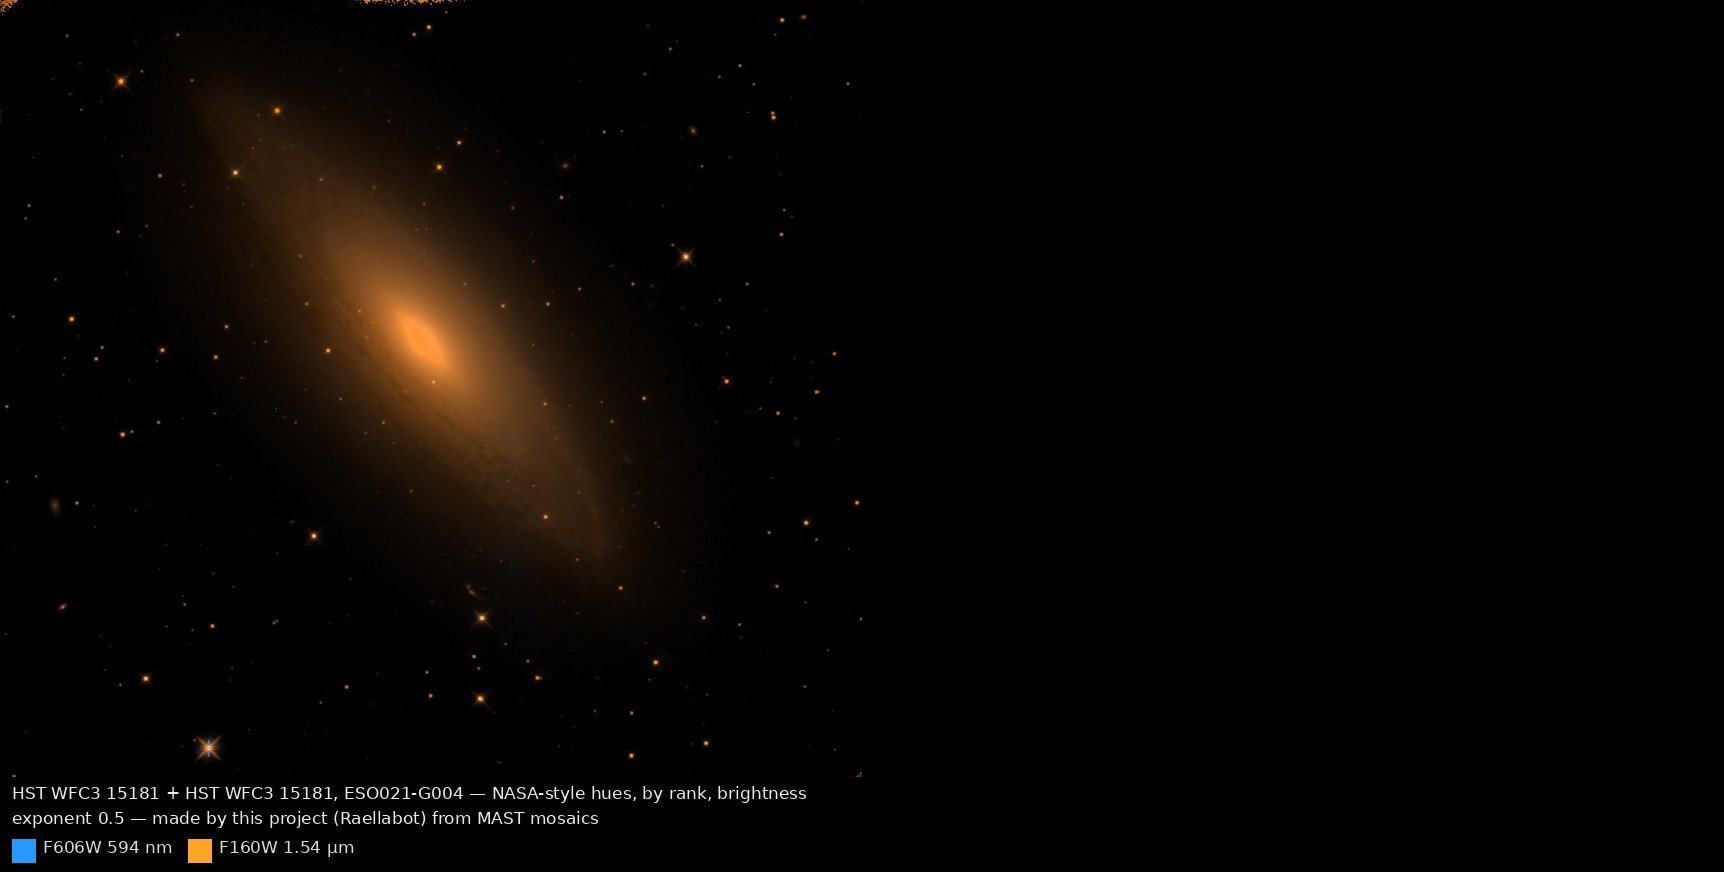 HST WFC3 15181 + HST WFC3 15181, ESO021-G004 — NASA-style hues, by rank, brightness
exponent 0.5 — made by this project (Raellabot) from MAST mosaics
F606W 594 nm F160W 1.54 μm